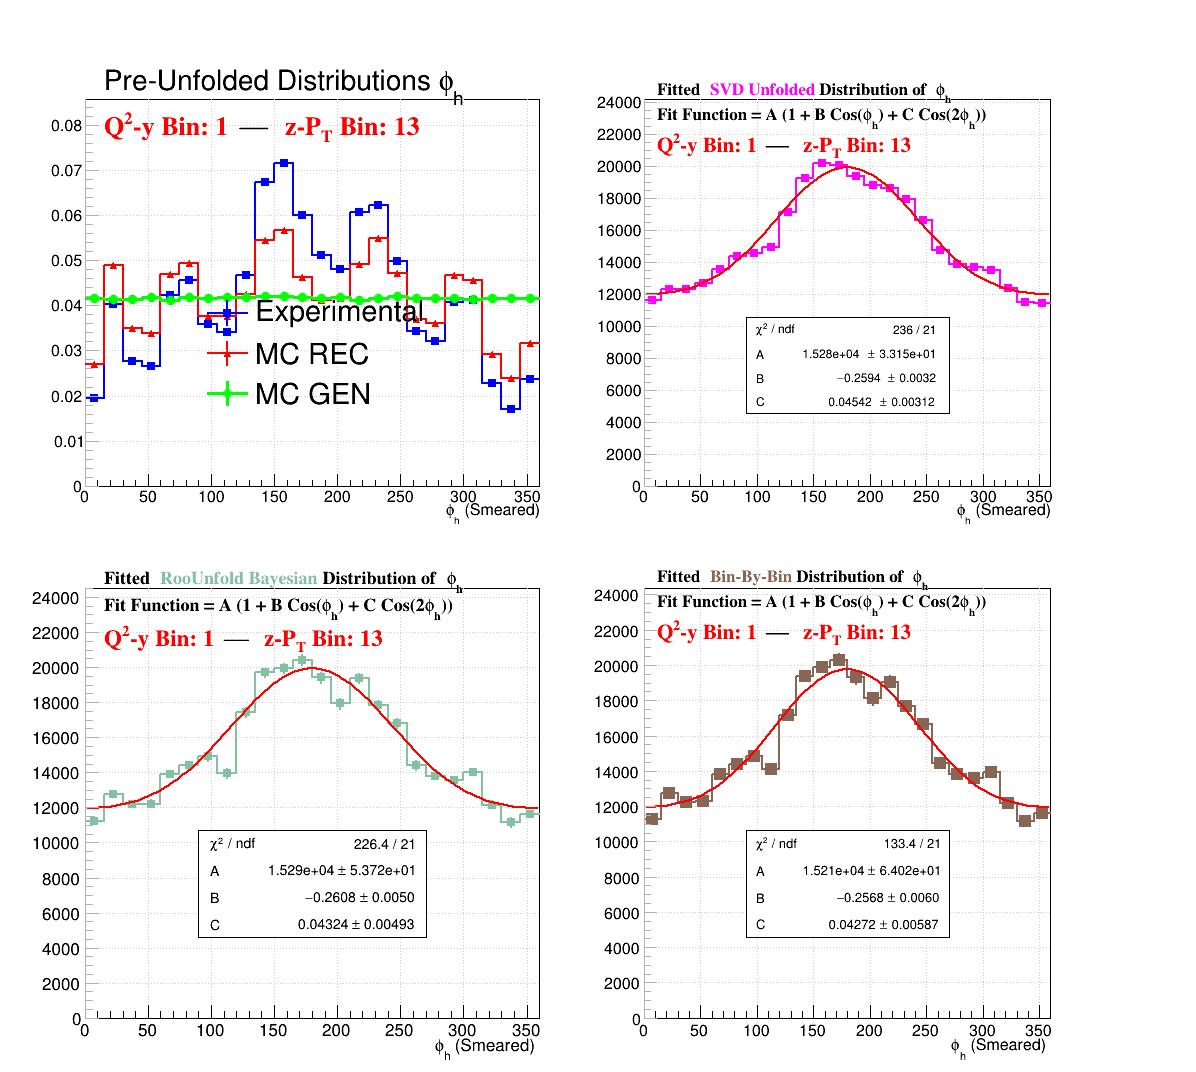 Pre-Unfolded Distributions ϕh
Q²-y Bin: 1 — z-PT Bin: 13
0.08
0.07
0.06
0.05
0.04
0.03
0.02
0.01
0
Experimental
MC REC
MC GEN
0 50 100 150 200 250 300 350
ϕh (Smeared)
Fitted SVD Unfolded Distribution of ϕh
Fit Function = A (1 + B Cos(ϕh) + C Cos(2ϕh))
Q²-y Bin: 1 — z-PT Bin: 13
24000
22000
20000
18000
16000
14000
12000
10000
8000
6000
4000
2000
0
χ² / ndf 236 / 21
A 1.528e+04 ± 3.315e+01
B −0.2594 ± 0.0032
C 0.04542 ± 0.00312
0 50 100 150 200 250 300 350
ϕh (Smeared)
Fitted RooUnfold Bayesian Distribution of ϕh
Fit Function = A (1 + B Cos(ϕh) + C Cos(2ϕh))
Q²-y Bin: 1 — z-PT Bin: 13
24000
22000
20000
18000
16000
14000
12000
10000
8000
6000
4000
2000
0
χ² / ndf 226.4 / 21
A 1.529e+04 ± 5.372e+01
B −0.2608 ± 0.0050
C 0.04324 ± 0.00493
0 50 100 150 200 250 300 350
ϕh (Smeared)
Fitted Bin-By-Bin Distribution of ϕh
Fit Function = A (1 + B Cos(ϕh) + C Cos(2ϕh))
Q²-y Bin: 1 — z-PT Bin: 13
24000
22000
20000
18000
16000
14000
12000
10000
8000
6000
4000
2000
0
χ² / ndf 133.4 / 21
A 1.521e+04 ± 6.402e+01
B −0.2568 ± 0.0060
C 0.04272 ± 0.00587
0 50 100 150 200 250 300 350
ϕh (Smeared)